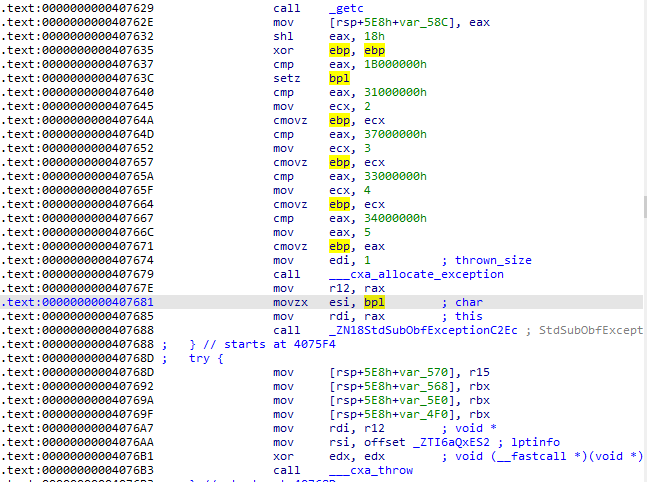 .text:0000000000407629 call _getc
.text:000000000040762E mov [rsp+5E8h+var_58C], eax
.text:0000000000407632 shl eax, 18h
.text:0000000000407635 xor ebp, ebp
.text:0000000000407637 cmp eax, 1B000000h
.text:000000000040763C setz bpl
.text:0000000000407640 cmp eax, 31000000h
.text:0000000000407645 mov ecx, 2
.text:000000000040764A cmovz ebp, ecx
.text:000000000040764D cmp eax, 37000000h
.text:0000000000407652 mov ecx, 3
.text:0000000000407657 cmovz ebp, ecx
.text:000000000040765A cmp eax, 33000000h
.text:000000000040765F mov ecx, 4
.text:0000000000407664 cmovz ebp, ecx
.text:0000000000407667 cmp eax, 34000000h
.text:000000000040766C mov eax, 5
.text:0000000000407671 cmovz ebp, eax
.text:0000000000407674 mov edi, 1 ; thrown_size
.text:0000000000407679 call ___cxa_allocate_exception
.text:000000000040767E mov r12, rax
.text:0000000000407681 movzx esi, bpl ; char
.text:0000000000407685 mov rdi, rax ; this
.text:0000000000407688 call _ZN18StdSubObfExceptionC2Ec ; StdSubObfExcept
.text:0000000000407688 ; } // starts at 4075F4
.text:000000000040768D ; try {
.text:000000000040768D mov [rsp+5E8h+var_570], r15
.text:0000000000407692 mov [rsp+5E8h+var_568], rbx
.text:000000000040769A mov [rsp+5E8h+var_5E0], rbx
.text:000000000040769F mov [rsp+5E8h+var_4F0], rbx
.text:00000000004076A7 mov rdi, r12 ; void *
.text:00000000004076AA mov rsi, offset _ZTI6aQxES2 ; lptinfo
.text:00000000004076B1 xor edx, edx ; void (__fastcall *)(void *)
.text:00000000004076B3 call ___cxa_throw